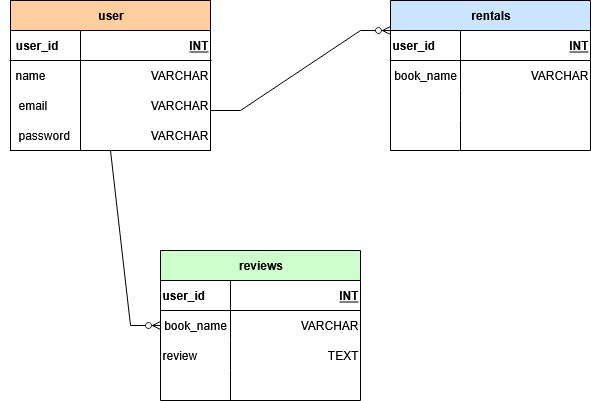 user
user_id INT
name VARCHAR
email VARCHAR
password VARCHAR
rentals
user_id INT
book_name VARCHAR
reviews
user_id INT
book_name VARCHAR
review TEXT